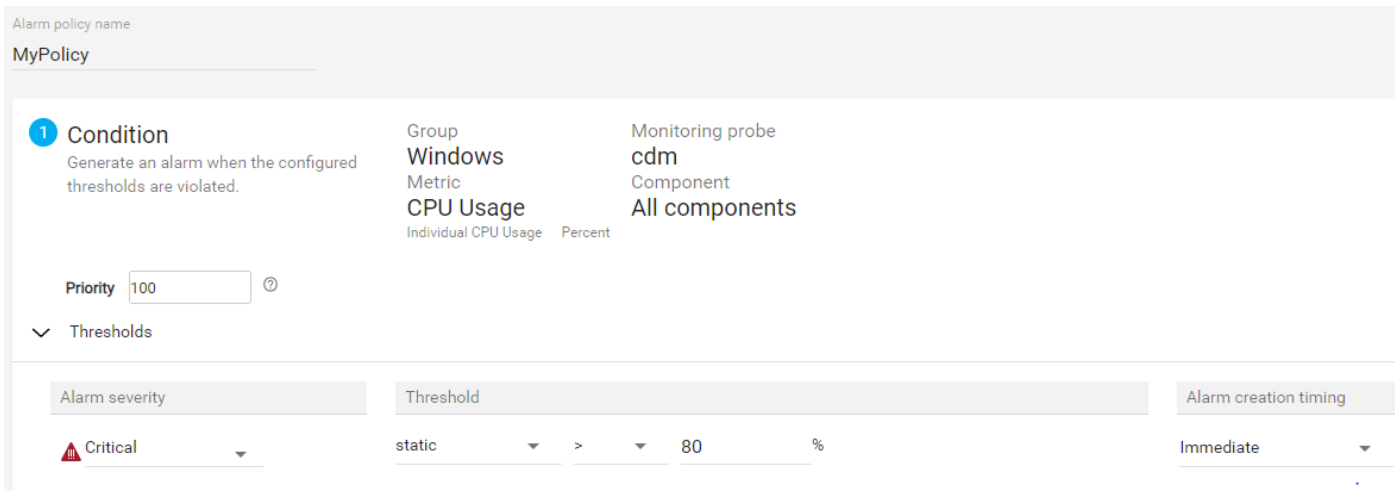 Alarm policy name
MyPolicy
1 Condition
Generate an alarm when the configured
thresholds are violated.
Group
Windows
Metric
CPU Usage
Individual CPU Usage Percent
Monitoring probe
cdm
Component
All components
Priority 100 ?
Thresholds
Alarm severity Threshold Alarm creation timing
Critical static > 80 % Immediate